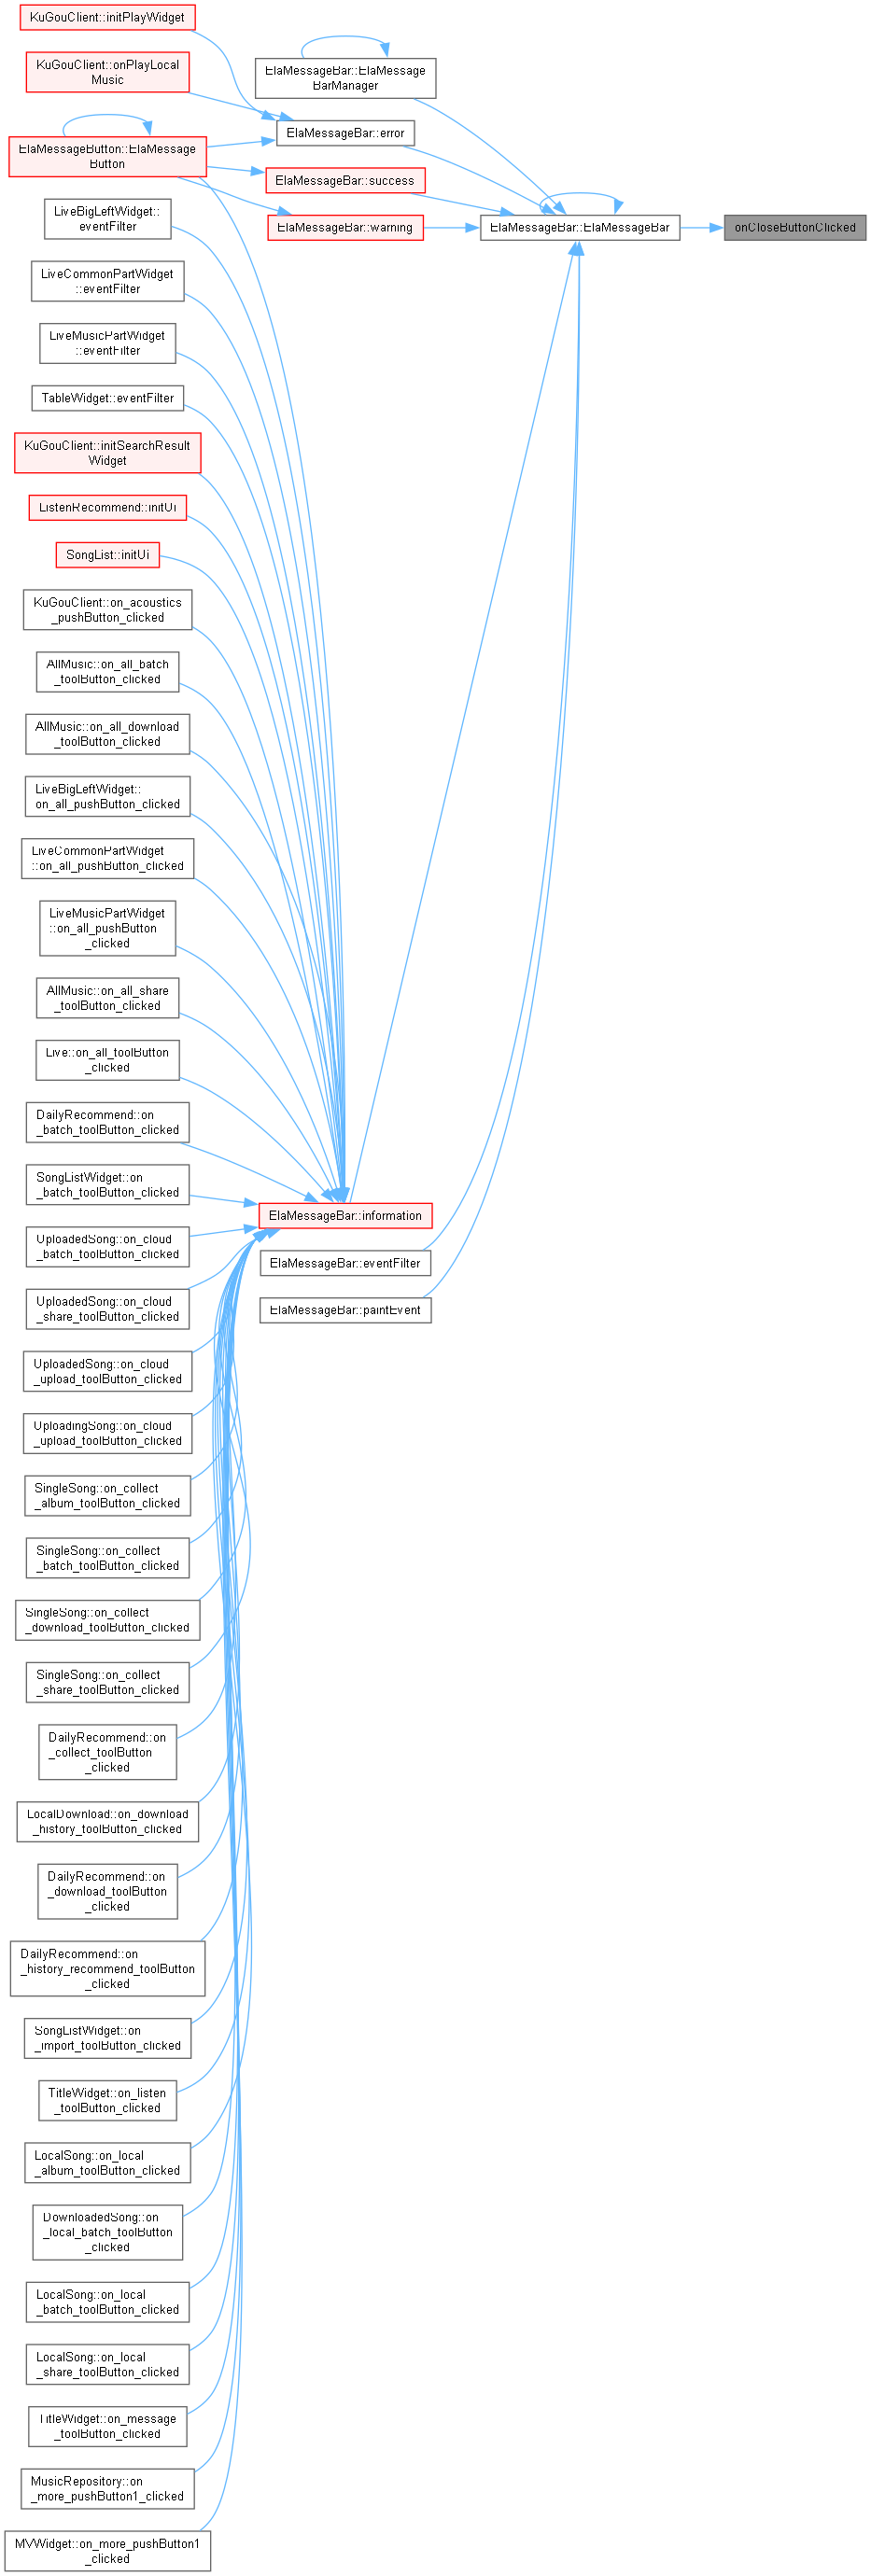 KuGouClient::initPlayWidget
KuGouClient::onPlayLocal
Music
ElaMessageButton::ElaMessage
Button
LiveBigLeftWidget::
eventFilter
LiveCommonPartWidget
::eventFilter
LiveMusicPartWidget
::eventFilter
TableWidget::eventFilter
KuGouClient::initSearchResult
Widget
ListenRecommend::initUi
SongList::initUi
KuGouClient::on_acoustics
_pushButton_clicked
AllMusic::on_all_batch
_toolButton_clicked
AllMusic::on_all_download
_toolButton_clicked
LiveBigLeftWidget::
on_all_pushButton_clicked
LiveCommonPartWidget
::on_all_pushButton_clicked
LiveMusicPartWidget
::on_all_pushButton
_clicked
AllMusic::on_all_share
_toolButton_clicked
Live::on_all_toolButton
_clicked
DailyRecommend::on
_batch_toolButton_clicked
SongListWidget::on
_batch_toolButton_clicked
UploadedSong::on_cloud
_batch_toolButton_clicked
UploadedSong::on_cloud
_share_toolButton_clicked
UploadedSong::on_cloud
_upload_toolButton_clicked
UploadingSong::on_cloud
_upload_toolButton_clicked
SingleSong::on_collect
_album_toolButton_clicked
SingleSong::on_collect
_batch_toolButton_clicked
SingleSong::on_collect
_download_toolButton_clicked
SingleSong::on_collect
_share_toolButton_clicked
DailyRecommend::on
_collect_toolButton
_clicked
LocalDownload::on_download
_history_toolButton_clicked
DailyRecommend::on
_download_toolButton
_clicked
DailyRecommend::on
_history_recommend_toolButton
_clicked
SongListWidget::on
_import_toolButton_clicked
TitleWidget::on_listen
_toolButton_clicked
LocalSong::on_local
_album_toolButton_clicked
DownloadedSong::on
_local_batch_toolButton
_clicked
LocalSong::on_local
_batch_toolButton_clicked
LocalSong::on_local
_share_toolButton_clicked
TitleWidget::on_message
_toolButton_clicked
MusicRepository::on
_more_pushButton1_clicked
MVWidget::on_more_pushButton1
_clicked
ElaMessageBar::ElaMessage
BarManager
ElaMessageBar::error
ElaMessageBar::success
ElaMessageBar::warning
ElaMessageBar::information
ElaMessageBar::eventFilter
ElaMessageBar::paintEvent
ElaMessageBar::ElaMessageBar
onCloseButtonClicked